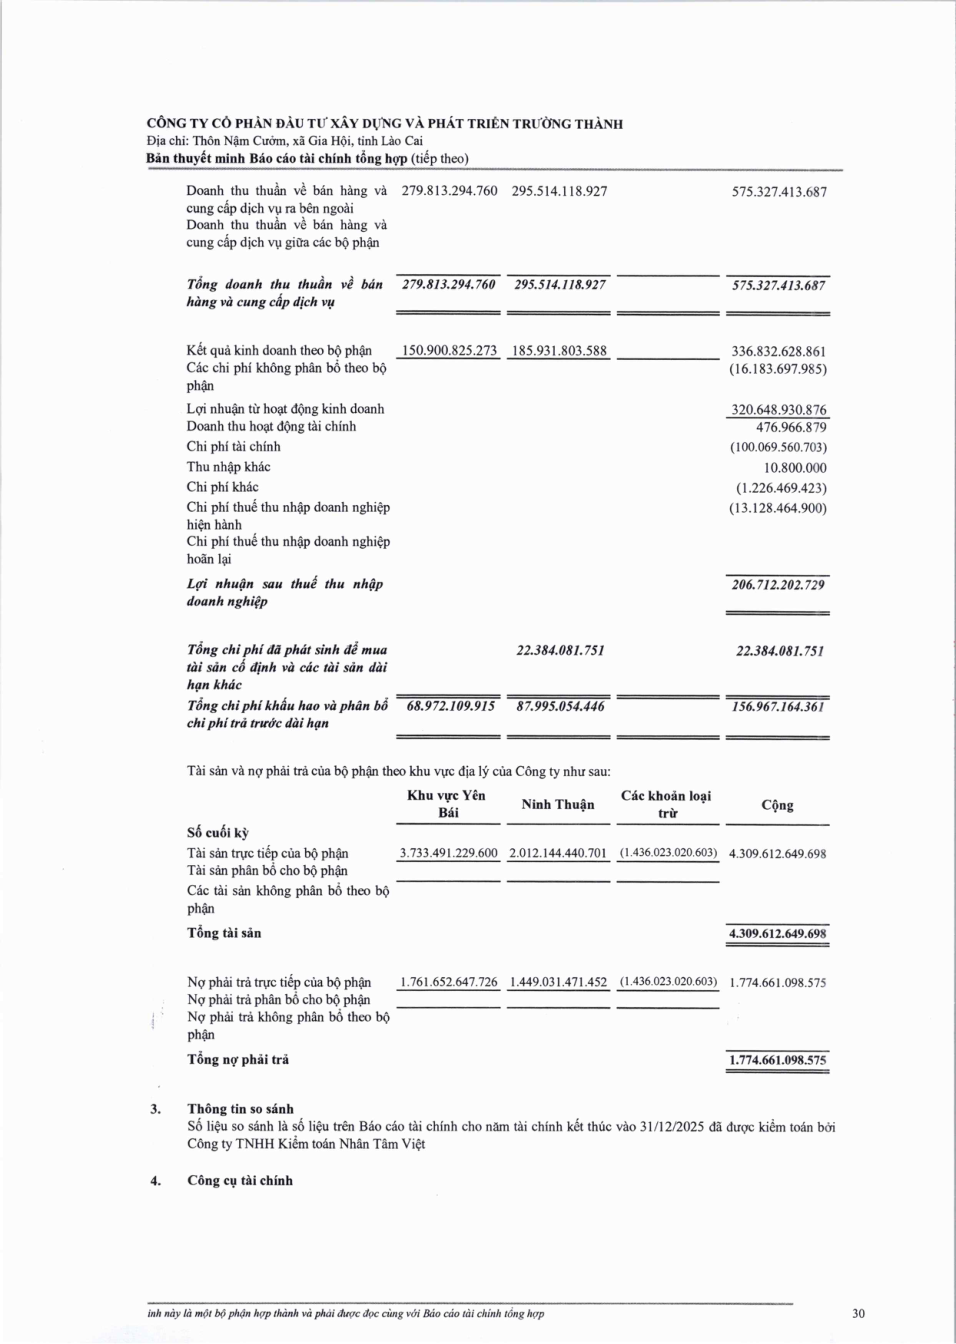 CÔNG TY CỔ PHẦN ĐẦU TƯ XÂY DỰNG VÀ PHÁT TRIỂN TRƯỜNG THÀNH
Địa chỉ: Thôn Nậm Cưởm, xã Gia Hội, tỉnh Lào Cai
Bản thuyết minh Báo cáo tài chính tổng hợp (tiếp theo)
Doanh thu thuần về bán hàng và 279.813.294.760 295.514.118.927 575.327.413.687
cung cấp dịch vụ ra bên ngoài
Doanh thu thuần về bán hàng và
cung cấp dịch vụ giữa các bộ phận
Tổng doanh thu thuần về bán 279.813.294.760 295.514.118.927 575.327.413.687
hàng và cung cấp dịch vụ
Kết quả kinh doanh theo bộ phận 150.900.825.273 185.931.803.588 336.832.628.861
Các chi phí không phân bổ theo bộ (16.183.697.985)
phận
Lợi nhuận từ hoạt động kinh doanh 320.648.930.876
Doanh thu hoạt động tài chính 476.966.879
Chi phí tài chính (100.069.560.703)
Thu nhập khác 10.800.000
Chi phí khác (1.226.469.423)
Chi phí thuế thu nhập doanh nghiệp (13.128.464.900)
hiện hành
Chi phí thuế thu nhập doanh nghiệp
hoãn lại
Lợi nhuận sau thuế thu nhập 206.712.202.729
doanh nghiệp
Tổng chi phí đã phát sinh để mua 22.384.081.751 22.384.081.751
tài sản cố định và các tài sản dài
hạn khác
Tổng chi phí khấu hao và phân bổ 68.972.109.915 87.995.054.446 156.967.164.361
chi phí trả trước dài hạn
Tài sản và nợ phải trả của bộ phận theo khu vực địa lý của Công ty như sau:
Khu vực Yên Ninh Thuận Các khoản loại Cộng
Bái trừ
Số cuối kỳ
Tài sản trực tiếp của bộ phận 3.733.491.229.600 2.012.144.440.701 (1.436.023.020.603) 4.309.612.649.698
Tài sản phân bổ cho bộ phận
Các tài sản không phân bổ theo bộ
phận
Tổng tài sản 4.309.612.649.698
Nợ phải trả trực tiếp của bộ phận 1.761.652.647.726 1.449.031.471.452 (1.436.023.020.603) 1.774.661.098.575
Nợ phải trả phân bổ cho bộ phận
Nợ phải trả không phân bổ theo bộ
phận
Tổng nợ phải trả 1.774.661.098.575
3. Thông tin so sánh
Số liệu so sánh là số liệu trên Báo cáo tài chính cho năm tài chính kết thúc vào 31/12/2025 đã được kiểm toán bởi
Công ty TNHH Kiểm toán Nhân Tâm Việt
4. Công cụ tài chính
inh này là một bộ phận hợp thành và phải được đọc cùng với Báo cáo tài chính tổng hợp 30